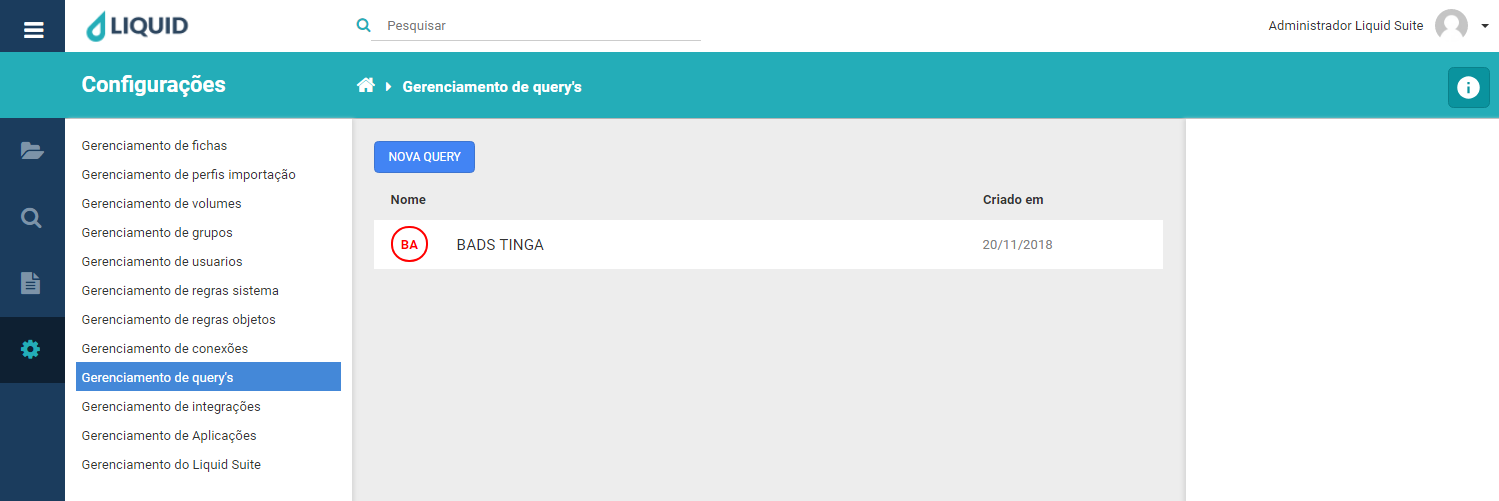 LIQUID
Pesquisar
Administrador Liquid Suite
Configurações
Gerenciamento de query's
Gerenciamento de fichas
Gerenciamento de perfis importação
Gerenciamento de volumes
Gerenciamento de grupos
Gerenciamento de usuarios
Gerenciamento de regras sistema
Gerenciamento de regras objetos
Gerenciamento de conexões
Gerenciamento de query's
Gerenciamento de integrações
Gerenciamento de Aplicações
Gerenciamento do Liquid Suite
NOVA QUERY
Nome Criado em
BA BADS TINGA 20/11/2018